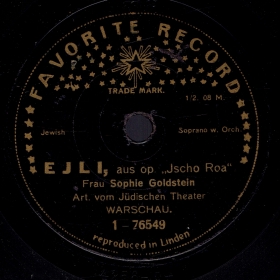 FAVORITE RECORD
TRADE MARK.
1/2. 08 M.
Jewish
Soprano w. Orch
EJLI, aus op „Jscho Roa"
Frau Sophie Goldstein
Art. vom Jüdischen Theater
WARSCHAU.
1-76549
reproduced in Linden